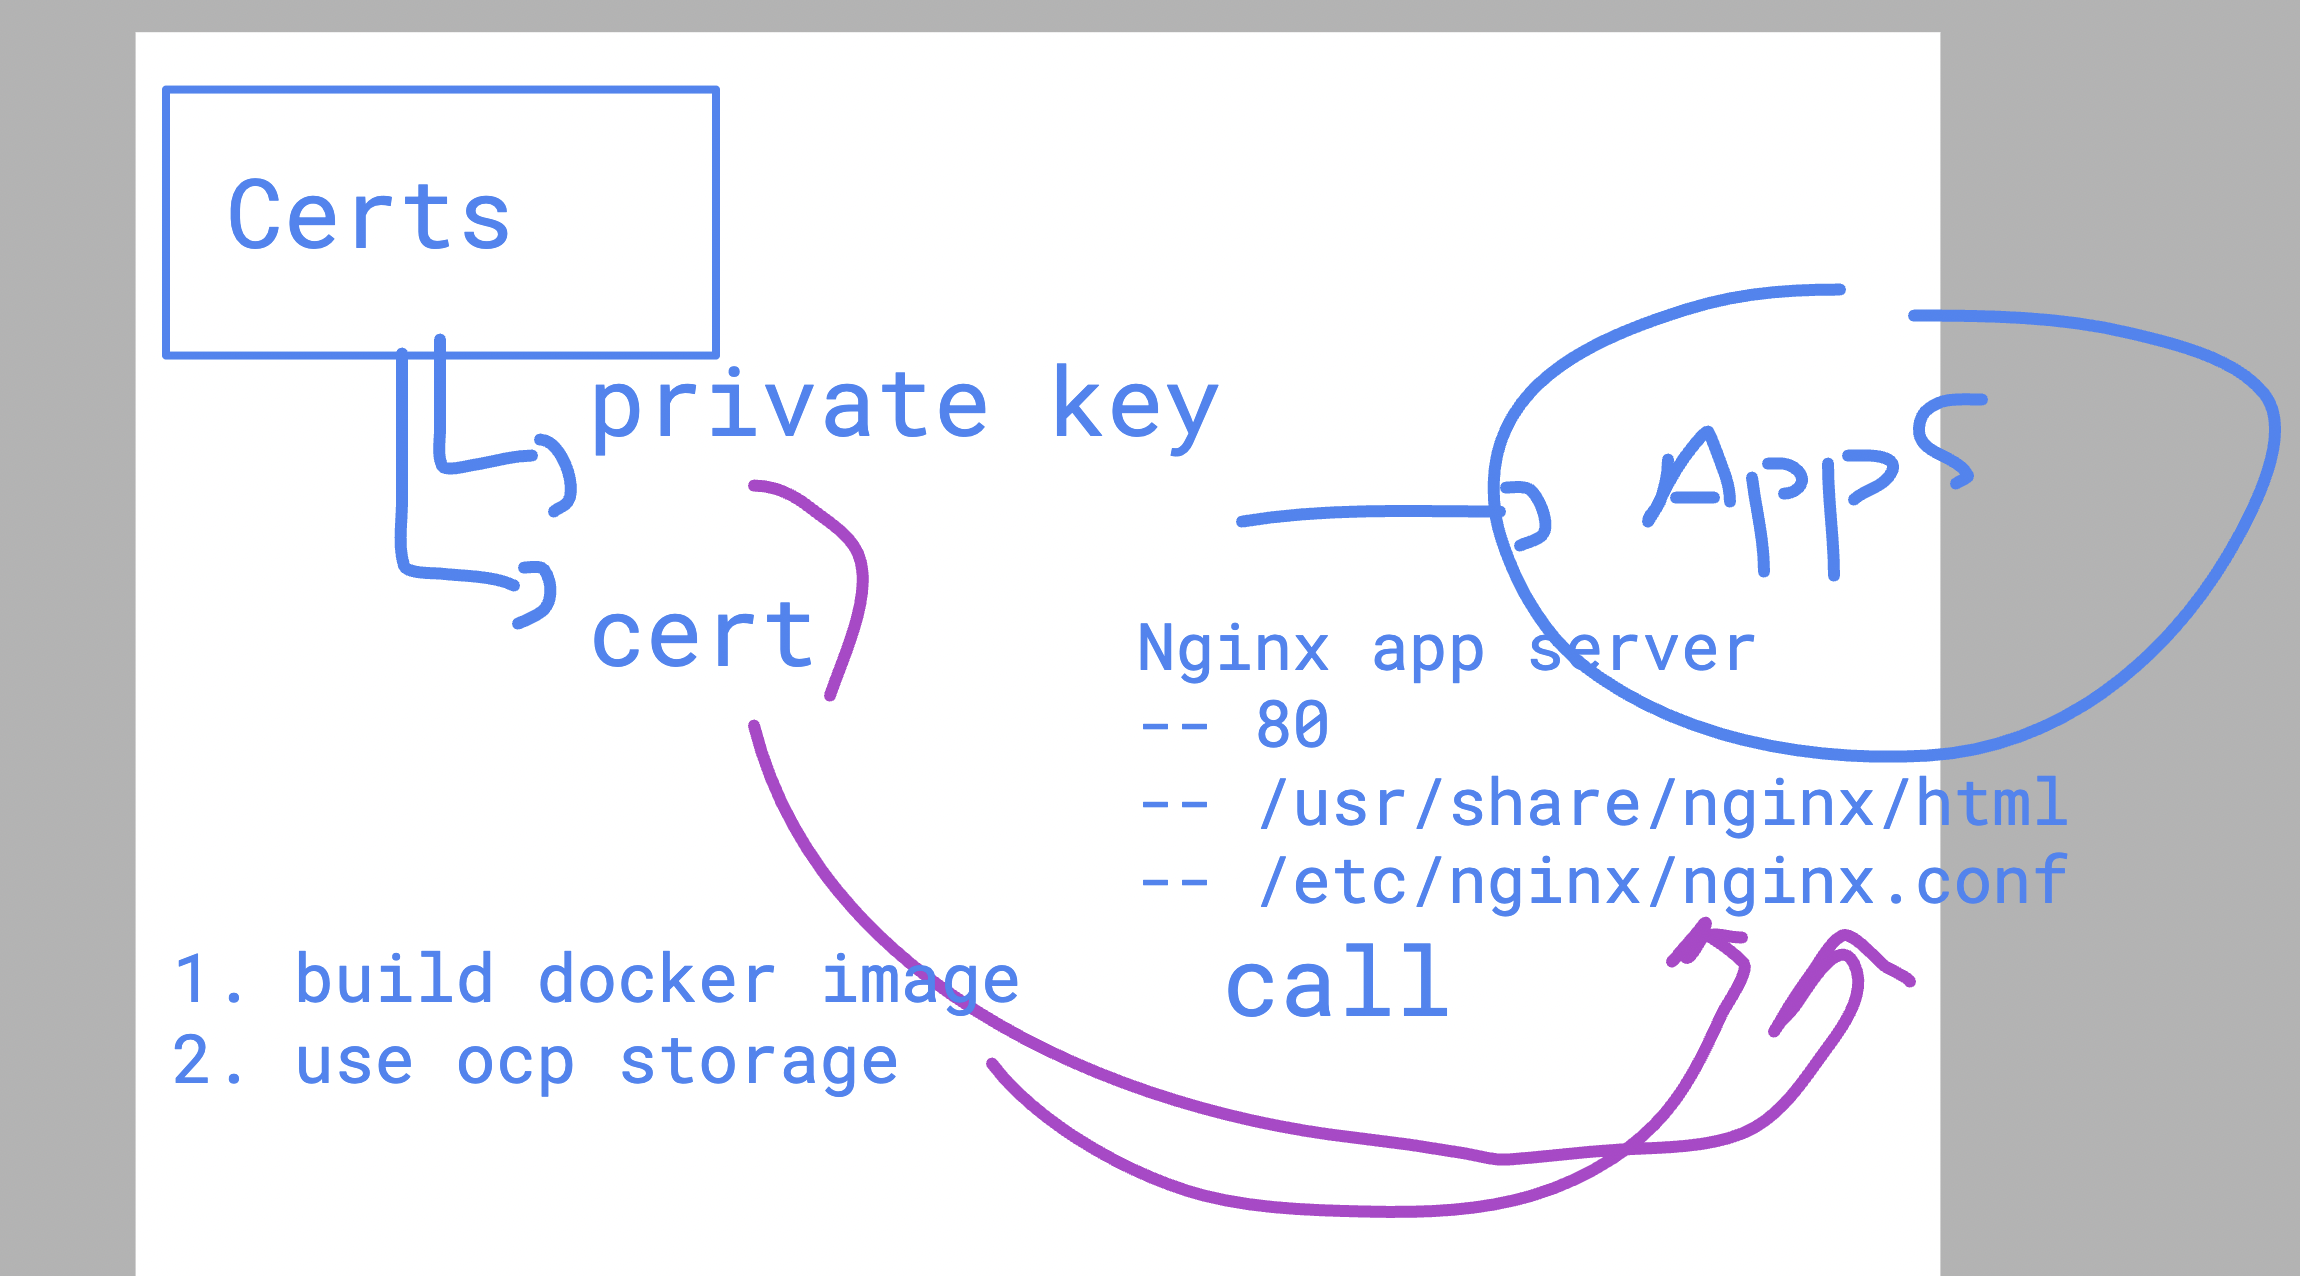 Certs
private key
Apps
cert
Nginx app server
-- 80
-- /usr/share/nginx/html
-- /etc/nginx/nginx.conf
call
1. build docker image
2. use ocp storage